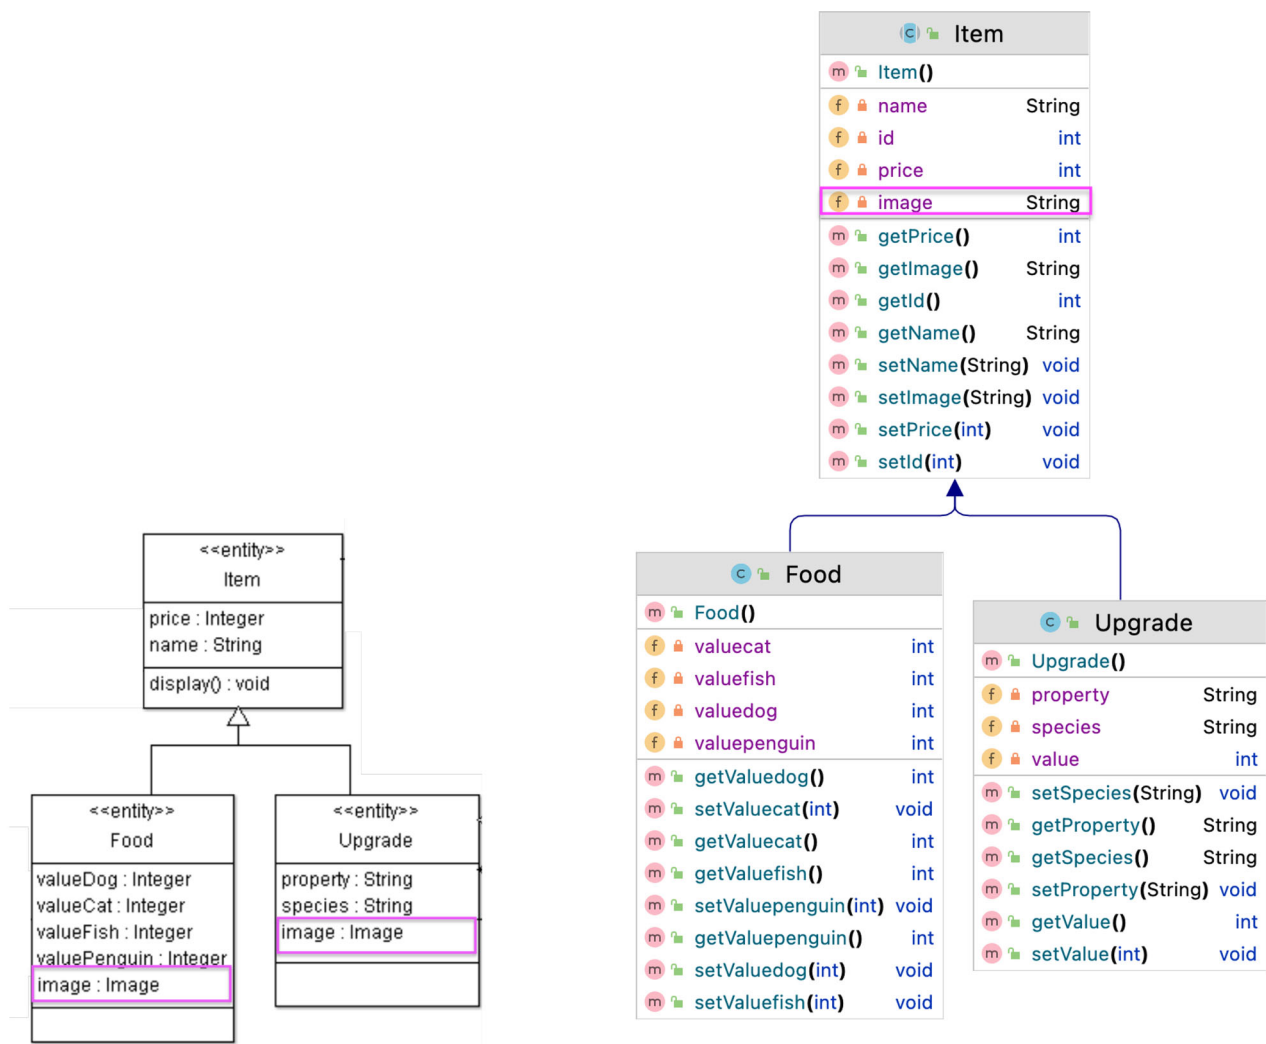 <<entity>>
Item
price : Integer
name : String
display() : void
<<entity>>
Food
valueDog : Integer
valueCat : Integer
valueFish : Integer
valuePenguin : Integer
image : Image
<<entity>>
Upgrade
property : String
species : String
image : Image
C Item
m Item()
f name String
f id int
f price int
f image String
m getPrice() int
m getImage() String
m getId() int
m getName() String
m setName(String) void
m setImage(String) void
m setPrice(int) void
m setId(int) void
C Food
m Food()
f valuecat int
f valuefish int
f valuedog int
f valuepenguin int
m getValuedog() int
m setValuecat(int) void
m getValuecat() int
m getValuefish() int
m setValuepenguin(int) void
m getValuepenguin() int
m setValuedog(int) void
m setValuefish(int) void
C Upgrade
m Upgrade()
f property String
f species String
f value int
m setSpecies(String) void
m getProperty() String
m getSpecies() String
m setProperty(String) void
m getValue() int
m setValue(int) void